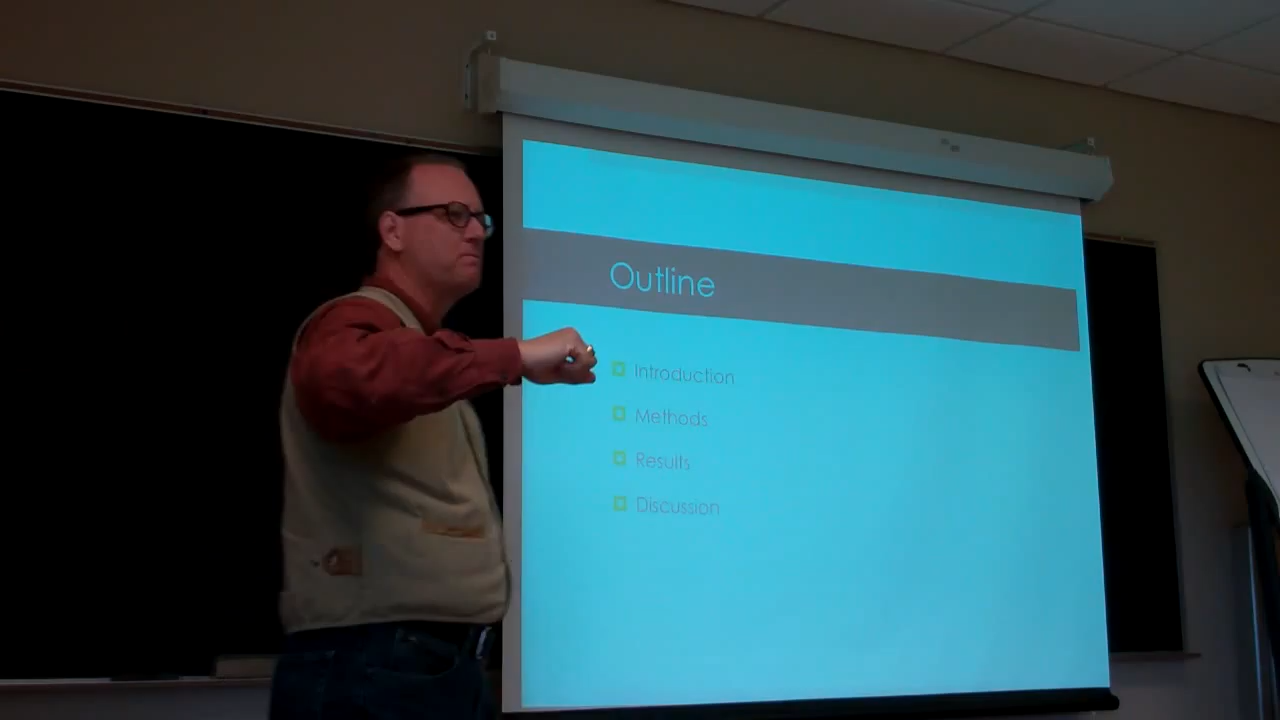 Outline
Introduction
Methods
Results
Discussion